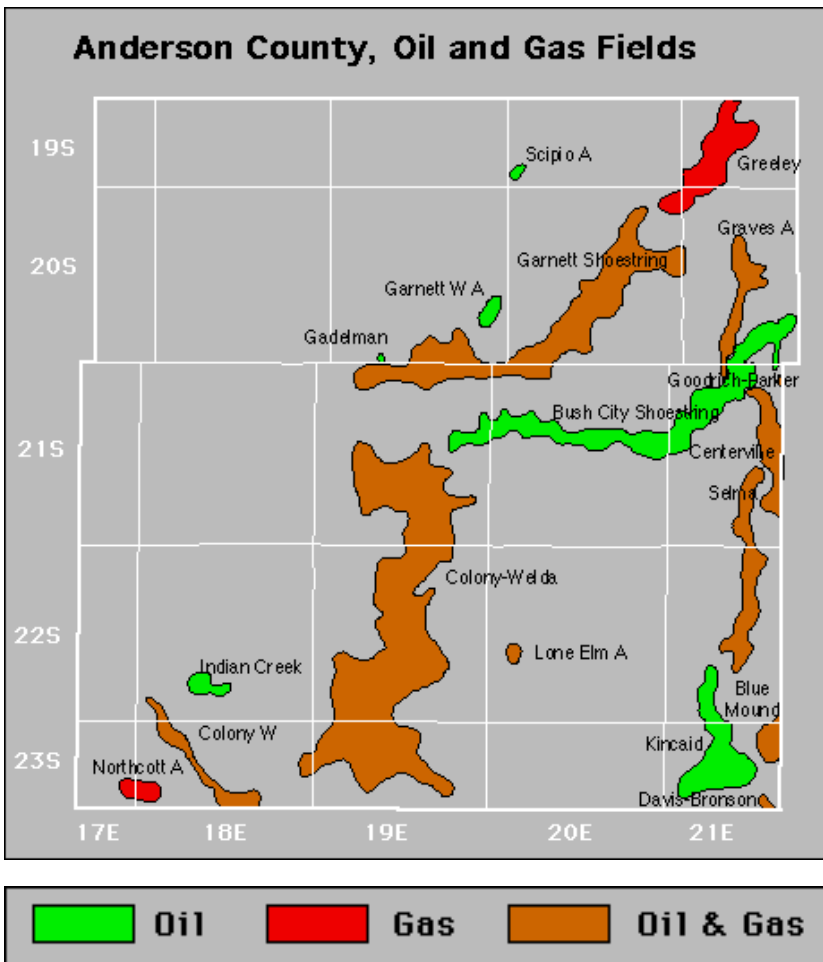 Anderson County, Oil and Gas Fields
19S
Scipio A
Greeley
Graves A
20S
Garnett Shoestring
Garnett W A
Gadelman
Goodrich-Parker
Bush City Shoestring
21S
Centerville
Selma
Colony-Welda
22S
Lone Elm A
Indian Creek
Blue
Mound
Colony W
Kincaid
23S
Northcott A
Davis-Bronson
17E 18E 19E 20E 21E
Oil Gas Oil & Gas